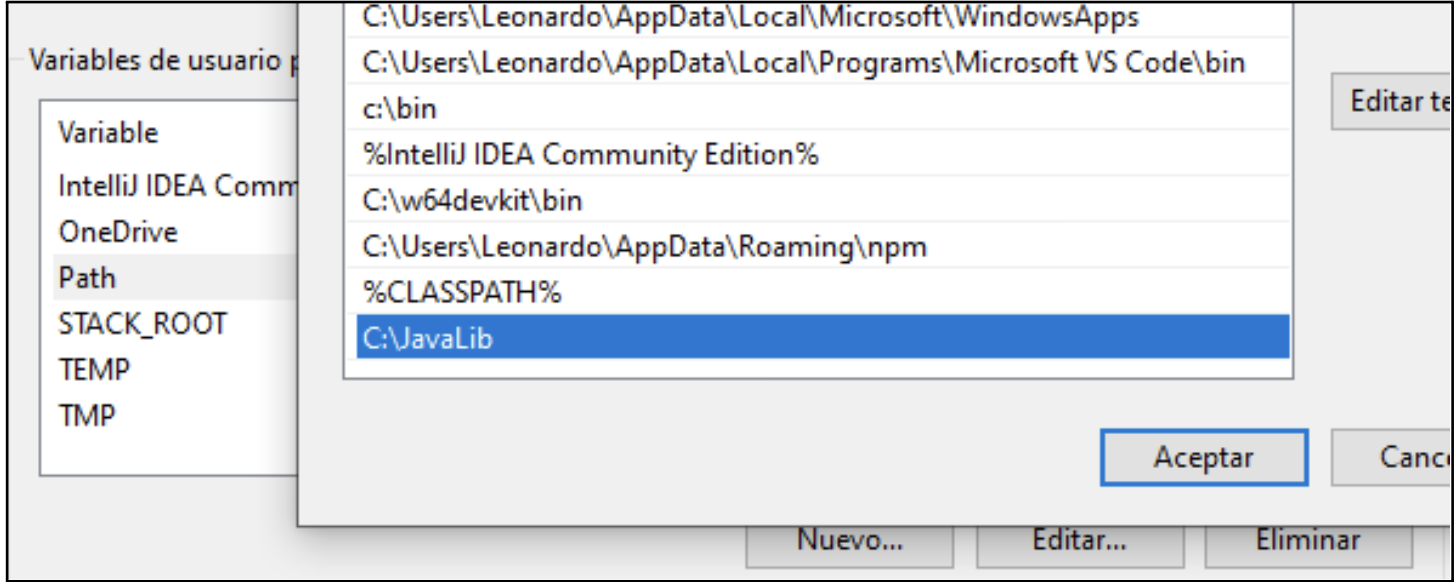 Variables de usuario p
Variable
IntelliJ IDEA Comm
OneDrive
Path
STACK_ROOT
TEMP
TMP
C:\Users\Leonardo\AppData\Local\Microsoft\WindowsApps
C:\Users\Leonardo\AppData\Local\Programs\Microsoft VS Code\bin
c:\bin
%IntelliJ IDEA Community Edition%
C:\w64devkit\bin
C:\Users\Leonardo\AppData\Roaming\npm
%CLASSPATH%
C:\JavaLib
Editar te
Aceptar
Cance
Nuevo...
Editar...
Eliminar